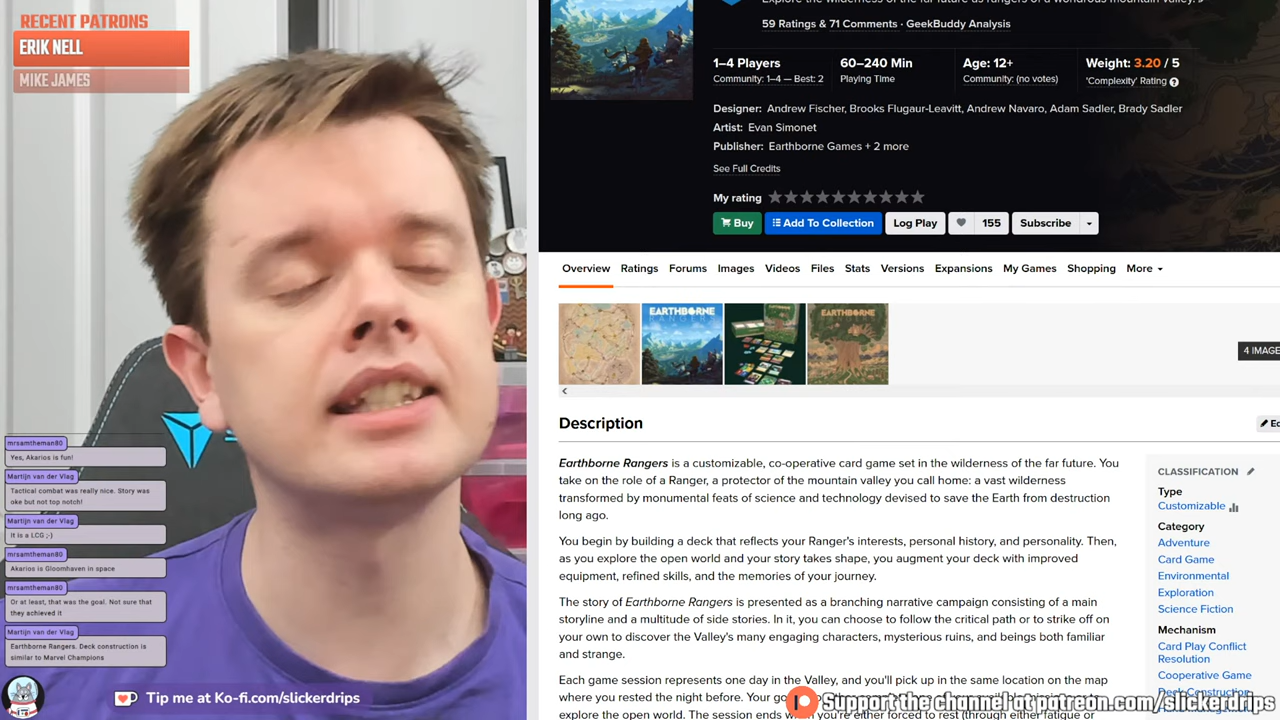 RECENT PATRONS
ERIK NELL
MIKE JAMES
mrsamtheman80
Yes, Akarios is fun!
Martijn van der Vlag
Tactical combat was really nice. Story was
oke but not top notch!
Martijn van der Vlag
It is a LCG ;-)
mrsamtheman80
Akarios is Gloomhaven in space
mrsamtheman80
Or at least, that was the goal. Not sure that
they achieved it
Martijn van der Vlag
Earthborne Rangers. Deck construction is
similar to Marvel Champions
Tip me at Ko-fi.com/slickerdrips
59 Ratings & 71 Comments · GeekBuddy Analysis
1–4 Players
Community: 1–4 — Best: 2
60–240 Min
Playing Time
Age: 12+
Community: (no votes)
Weight: 3.20 / 5
'Complexity' Rating
Designer: Andrew Fischer, Brooks Flugaur-Leavitt, Andrew Navaro, Adam Sadler, Brady Sadler
Artist: Evan Simonet
Publisher: Earthborne Games + 2 more
See Full Credits
My rating
Buy
Add To Collection
Log Play
155
Subscribe
Overview Ratings Forums Images Videos Files Stats Versions Expansions My Games Shopping More
EARTHBORNE
RANGERS
EARTHBORNE
4 IMAGE
Description
Earthborne Rangers is a customizable, co-operative card game set in the wilderness of the far future. You
take on the role of a Ranger, a protector of the mountain valley you call home: a vast wilderness
transformed by monumental feats of science and technology devised to save the Earth from destruction
long ago.
You begin by building a deck that reflects your Ranger's interests, personal history, and personality. Then,
as you explore the open world and your story takes shape, you augment your deck with improved
equipment, refined skills, and the memories of your journey.
The story of Earthborne Rangers is presented as a branching narrative campaign consisting of a main
storyline and a multitude of side stories. In it, you can choose to follow the critical path or to strike off on
your own to discover the Valley's many engaging characters, mysterious ruins, and beings both familiar
and strange.
Each game session represents one day in the Valley, and you'll pick up in the same location on the map
where you rested the night before. Your
explore the open world. The session ends
you're either forced to rest (through either fatigue or
CLASSIFICATION
Type
Customizable
Category
Adventure
Card Game
Environmental
Exploration
Science Fiction
Mechanism
Card Play Conflict
Resolution
Cooperative Game
Deck Construction
Support the channel at patreon.com/slickerdrips